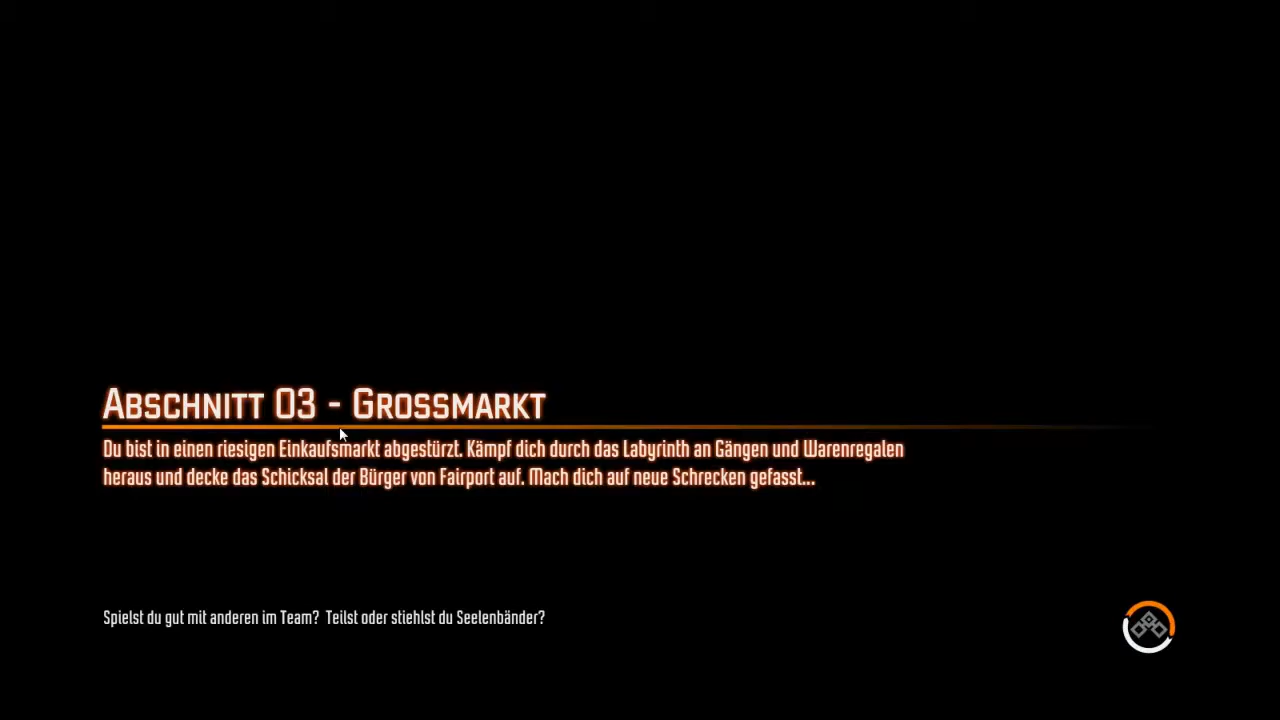 Abschnitt 03 - Grossmarkt
Du bist in einen riesigen Einkaufsmarkt abgestürzt. Kämpf dich durch das Labyrinth an Gängen und Warenregalen
heraus und decke das Schicksal der Bürger von Fairport auf. Mach dich auf neue Schrecken gefasst...
Spielst du gut mit anderen im Team? Teilst oder stiehlst du Seelenbänder?